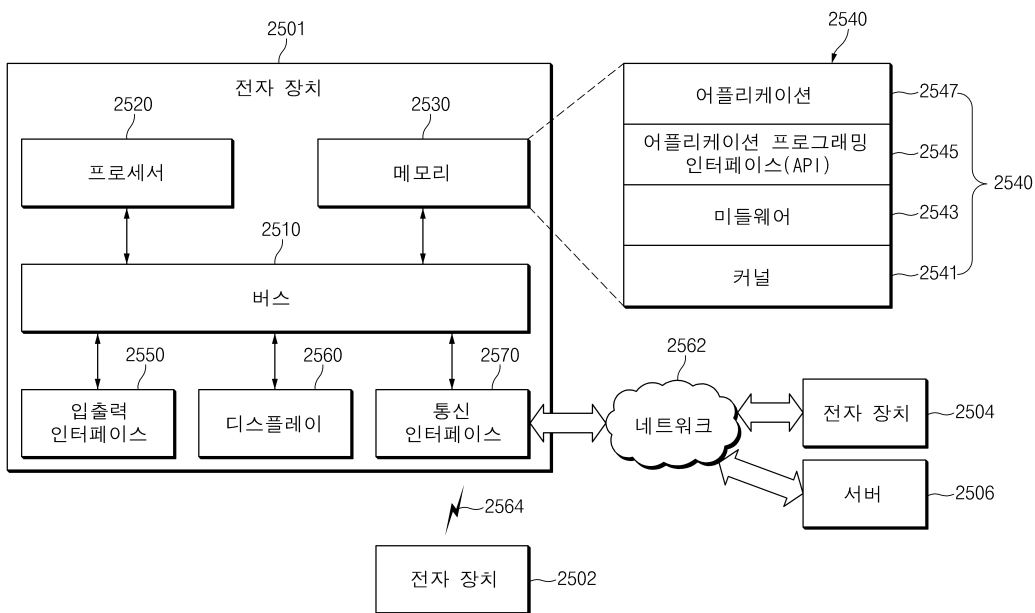 2501
전자 장치
2520
프로세서
2530
메모리
2510
버스
2550
입출력
인터페이스
2560
디스플레이
2570
통신
인터페이스
2540
어플리케이션
2547
어플리케이션 프로그래밍
인터페이스(API)
2545
미들웨어
2543
커널
2541
2540
2562
네트워크
전자 장치
2504
서버
2506
2564
전자 장치
2502